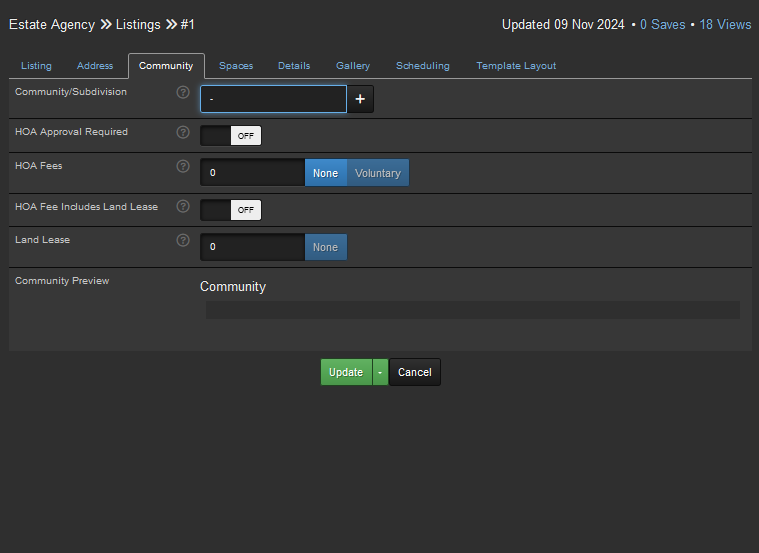 Estate Agency » Listings » #1
Updated 09 Nov 2024 • 0 Saves • 18 Views
Listing Address Community Spaces Details Gallery Scheduling Template Layout
Community/Subdivision ? - +
HOA Approval Required ? OFF
HOA Fees ? 0 None Voluntary
HOA Fee Includes Land Lease ? OFF
Land Lease ? 0 None
Community Preview
Community
Update - Cancel